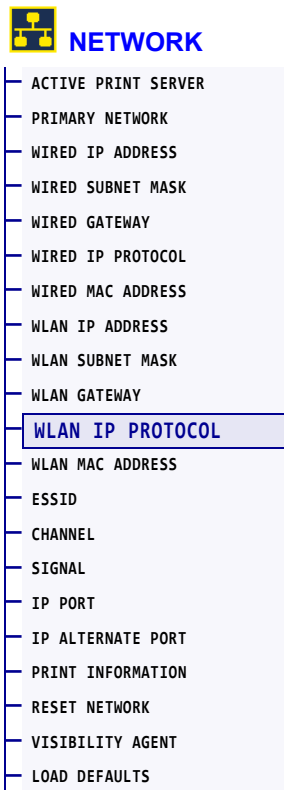 NETWORK
ACTIVE PRINT SERVER
PRIMARY NETWORK
WIRED IP ADDRESS
WIRED SUBNET MASK
WIRED GATEWAY
WIRED IP PROTOCOL
WIRED MAC ADDRESS
WLAN IP ADDRESS
WLAN SUBNET MASK
WLAN GATEWAY
WLAN IP PROTOCOL
WLAN MAC ADDRESS
ESSID
CHANNEL
SIGNAL
IP PORT
IP ALTERNATE PORT
PRINT INFORMATION
RESET NETWORK
VISIBILITY AGENT
LOAD DEFAULTS